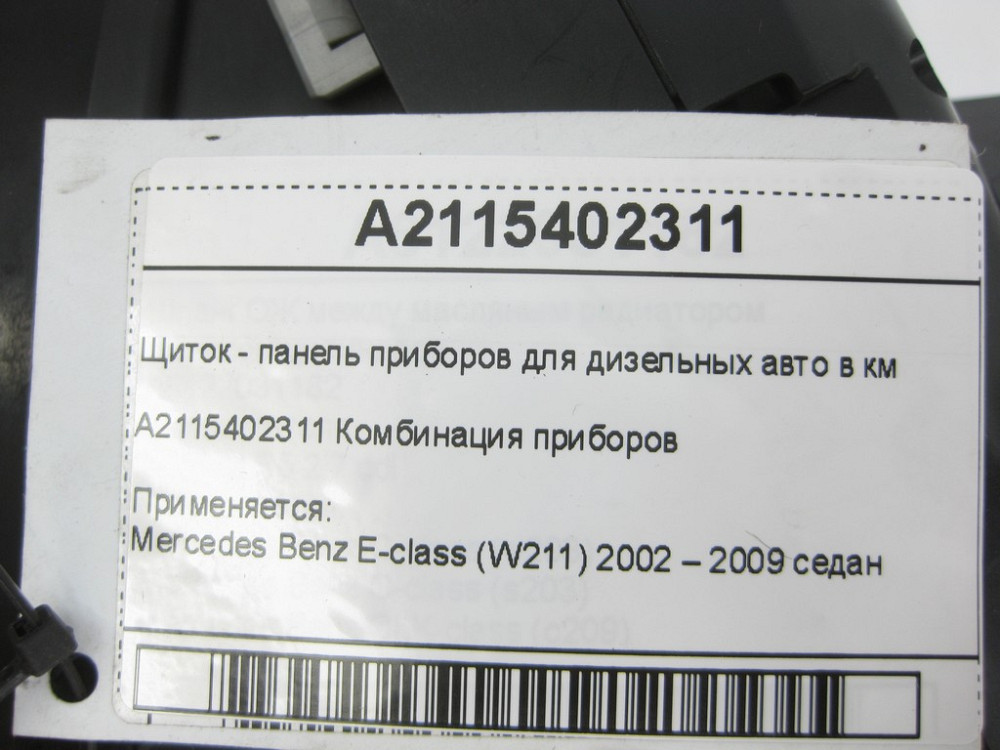 A2115402311
Щиток - панель приборов для дизельных авто в км
A2115402311 Комбинация приборов
Применяется:
Mercedes Benz E-class (W211) 2002 – 2009 седан